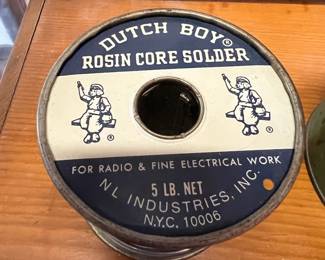 DUTCH BOY®
ROSIN CORE SOLDER
® ®
FOR RADIO & FINE ELECTRICAL WORK
5 LB. NET
NL INDUSTRIES, INC.
N.Y.C. 10006